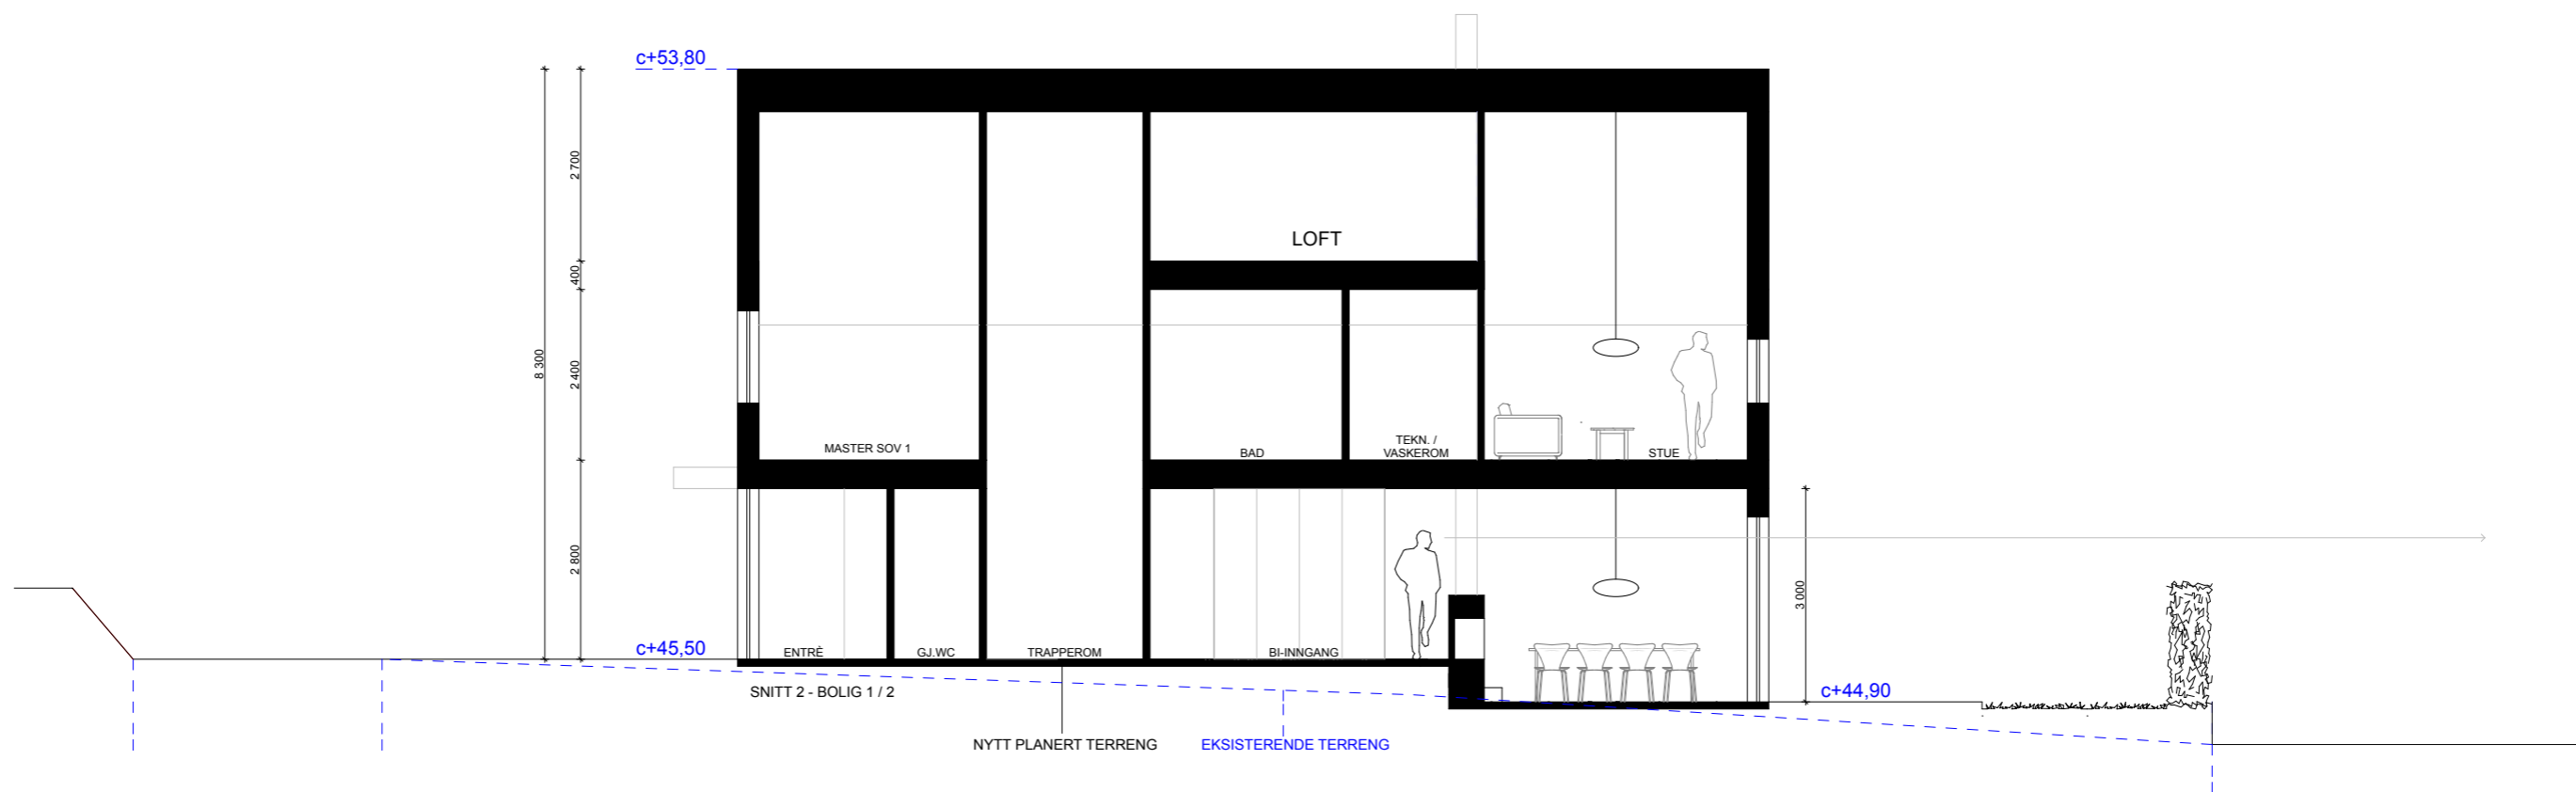 c+53,80
2 700
LOFT
400
8 300
2 400
MASTER SOV 1
BAD
TEKN. /
VASKEROM
STUE
2 800
3 000
c+45,50
ENTRÈ
GJ.WC
TRAPPEROM
BI-INNGANG
SNITT 2 - BOLIG 1 / 2
c+44,90
NYTT PLANERT TERRENG
EKSISTERENDE TERRENG